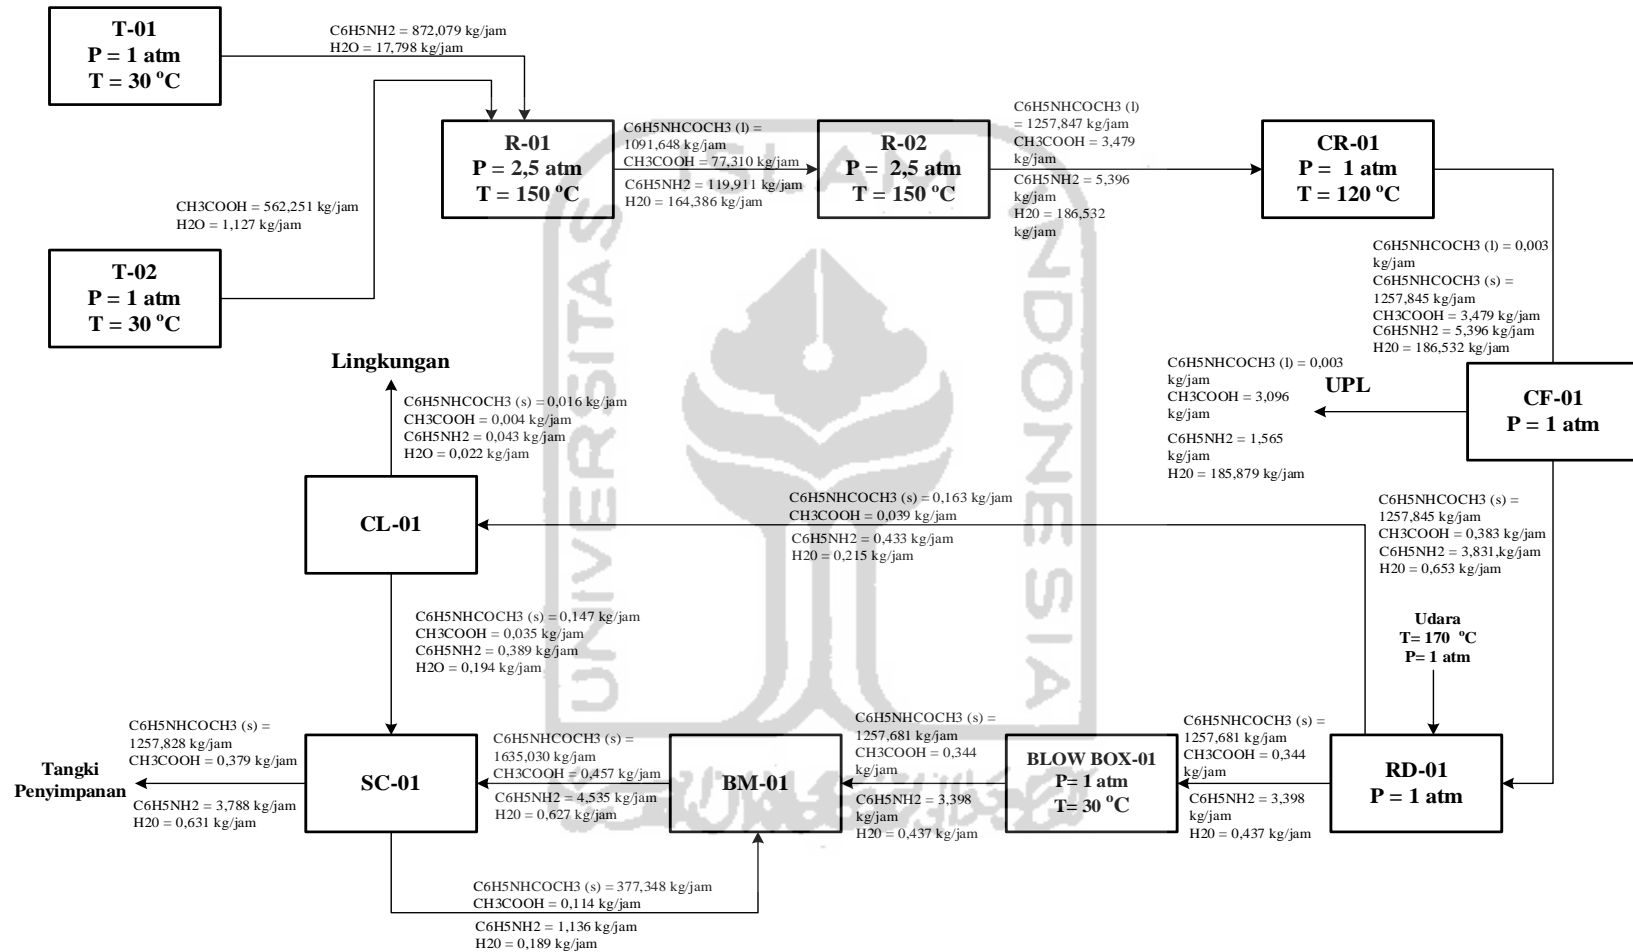 T-01
P = 1 atm
T = 30 °C
C6H5NH2 = 872,079 kg/jam
H2O = 17,798 kg/jam
CH3COOH = 562,251 kg/jam
H2O = 1,127 kg/jam
T-02
P = 1 atm
T = 30 °C
R-01
P = 2,5 atm
T = 150 °C
C6H5NHCOCH3 (l) =
1091,648 kg/jam
CH3COOH = 77,310 kg/jam
C6H5NH2 = 119,911 kg/jam
H20 = 164,386 kg/jam
R-02
P = 2,5 atm
T = 150 °C
C6H5NHCOCH3 (l)
= 1257,847 kg/jam
CH3COOH = 3,479
kg/jam
C6H5NH2 = 5,396
kg/jam
H20 = 186,532
kg/jam
CR-01
P = 1 atm
T = 120 °C
C6H5NHCOCH3 (l) = 0,003
kg/jam
C6H5NHCOCH3 (s) =
1257,845 kg/jam
CH3COOH = 3,479 kg/jam
C6H5NH2 = 5,396 kg/jam
H20 = 186,532 kg/jam
CF-01
P = 1 atm
C6H5NHCOCH3 (l) = 0,003
kg/jam
CH3COOH = 3,096
kg/jam
C6H5NH2 = 1,565
kg/jam
H20 = 185,879 kg/jam
UPL
C6H5NHCOCH3 (s) =
1257,845 kg/jam
CH3COOH = 0,383 kg/jam
C6H5NH2 = 3,831,kg/jam
H20 = 0,653 kg/jam
Udara
T= 170 °C
P= 1 atm
RD-01
P = 1 atm
C6H5NHCOCH3 (s) = 0,163 kg/jam
CH3COOH = 0,039 kg/jam
C6H5NH2 = 0,433 kg/jam
H20 = 0,215 kg/jam
Lingkungan
C6H5NHCOCH3 (s) = 0,016 kg/jam
CH3COOH = 0,004 kg/jam
C6H5NH2 = 0,043 kg/jam
H2O = 0,022 kg/jam
CL-01
C6H5NHCOCH3 (s) = 0,147 kg/jam
CH3COOH = 0,035 kg/jam
C6H5NH2 = 0,389 kg/jam
H2O = 0,194 kg/jam
C6H5NHCOCH3 (s) =
1257,681 kg/jam
CH3COOH = 0,344
kg/jam
C6H5NH2 = 3,398
kg/jam
H20 = 0,437 kg/jam
BLOW BOX-01
P= 1 atm
T= 30 °C
C6H5NHCOCH3 (s) =
1257,681 kg/jam
CH3COOH = 0,344
kg/jam
C6H5NH2 = 3,398
kg/jam
H20 = 0,437 kg/jam
BM-01
C6H5NHCOCH3 (s) =
1635,030 kg/jam
CH3COOH = 0,457 kg/jam
C6H5NH2 = 4,535 kg/jam
H20 = 0,627 kg/jam
SC-01
C6H5NHCOCH3 (s) =
1257,828 kg/jam
CH3COOH = 0,379 kg/jam
C6H5NH2 = 3,788 kg/jam
H20 = 0,631 kg/jam
Tangki
Penyimpanan
C6H5NHCOCH3 (s) = 377,348 kg/jam
CH3COOH = 0,114 kg/jam
C6H5NH2 = 1,136 kg/jam
H20 = 0,189 kg/jam
UNIVERSITAS
ISLAM
INDONESIA